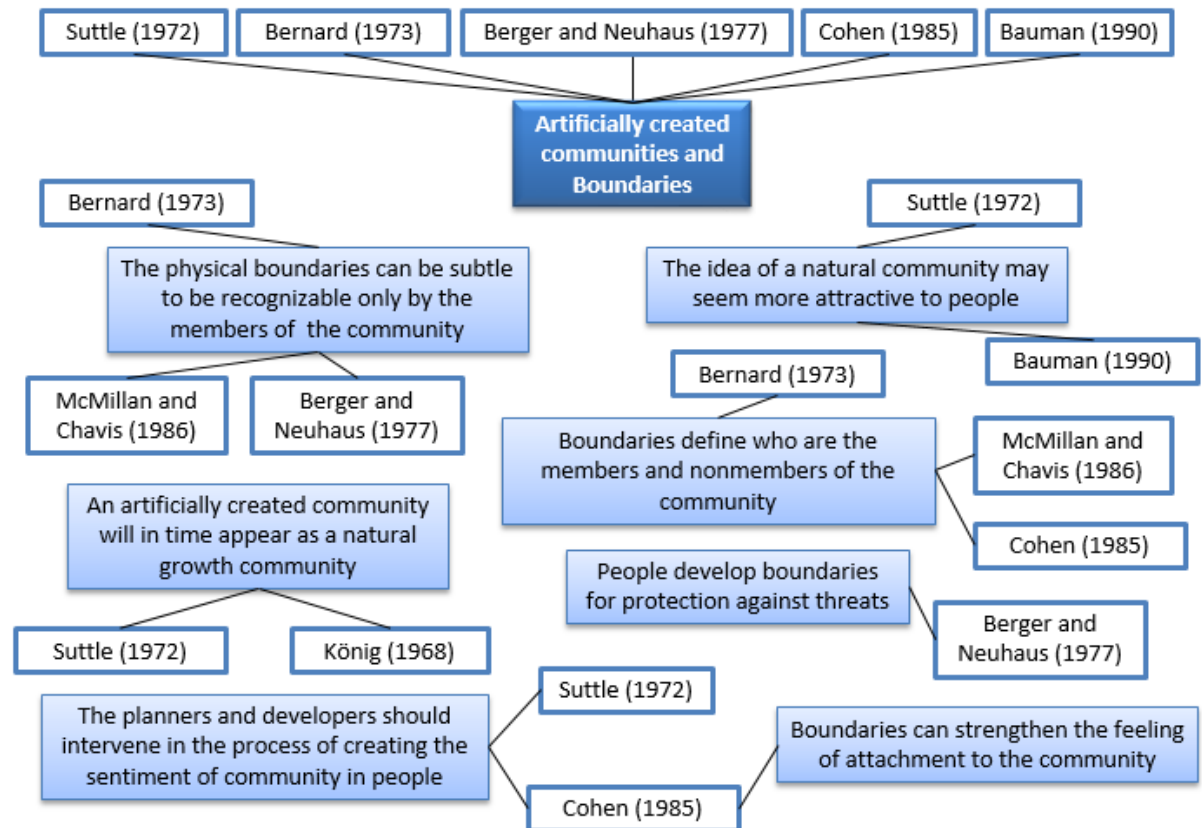 Suttle (1972)
Bernard (1973)
Berger and Neuhaus (1977)
Cohen (1985)
Bauman (1990)
Artificially created
communities and
Boundaries
Bernard (1973)
Suttle (1972)
The physical boundaries can be subtle
to be recognizable only by the
members of the community
The idea of a natural community may
seem more attractive to people
Bauman (1990)
Bernard (1973)
McMillan and
Chavis (1986)
Berger and
Neuhaus (1977)
Boundaries define who are the
members and nonmembers of the
community
McMillan and
Chavis (1986)
Cohen (1985)
An artificially created community
will in time appear as a natural
growth community
People develop boundaries
for protection against threats
Berger and
Neuhaus (1977)
Suttle (1972)
König (1968)
Suttle (1972)
The planners and developers should
intervene in the process of creating the
sentiment of community in people
Boundaries can strengthen the feeling
of attachment to the community
Cohen (1985)